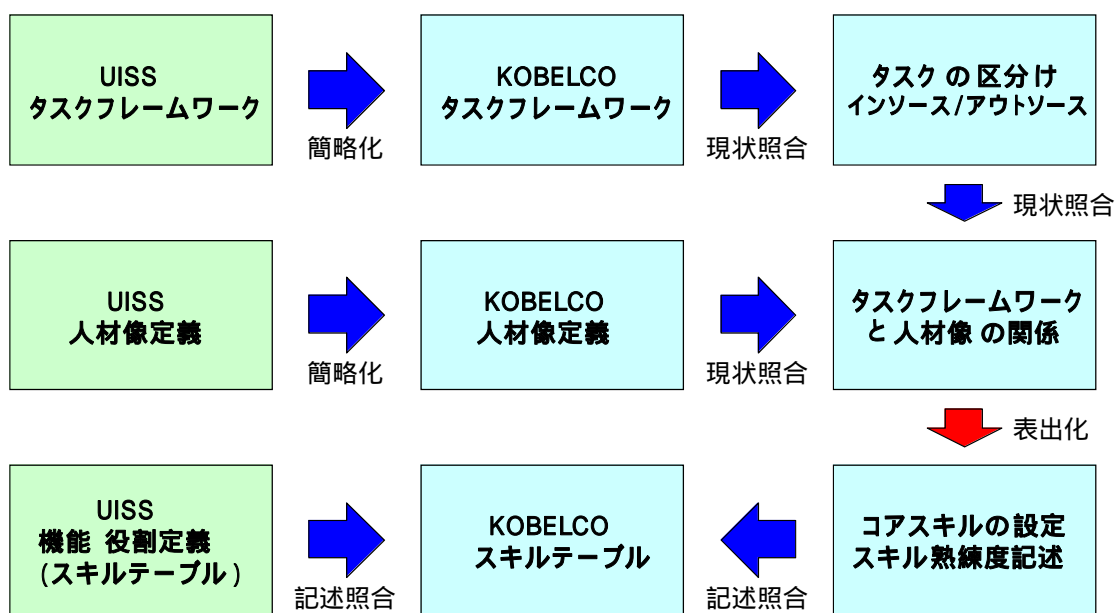 UISS
タスクフレームワーク
簡略化
KOBELCO
タスクフレームワーク
現状照合
タスクの区分け
インソース/アウトソース
現状照合
UISS
人材像定義
簡略化
KOBELCO
人材像定義
現状照合
タスクフレームワーク
と人材像の関係
表出化
UISS
機能 役割定義
(スキルテーブル)
記述照合
KOBELCO
スキルテーブル
記述照合
コアスキルの設定
スキル熟練度記述